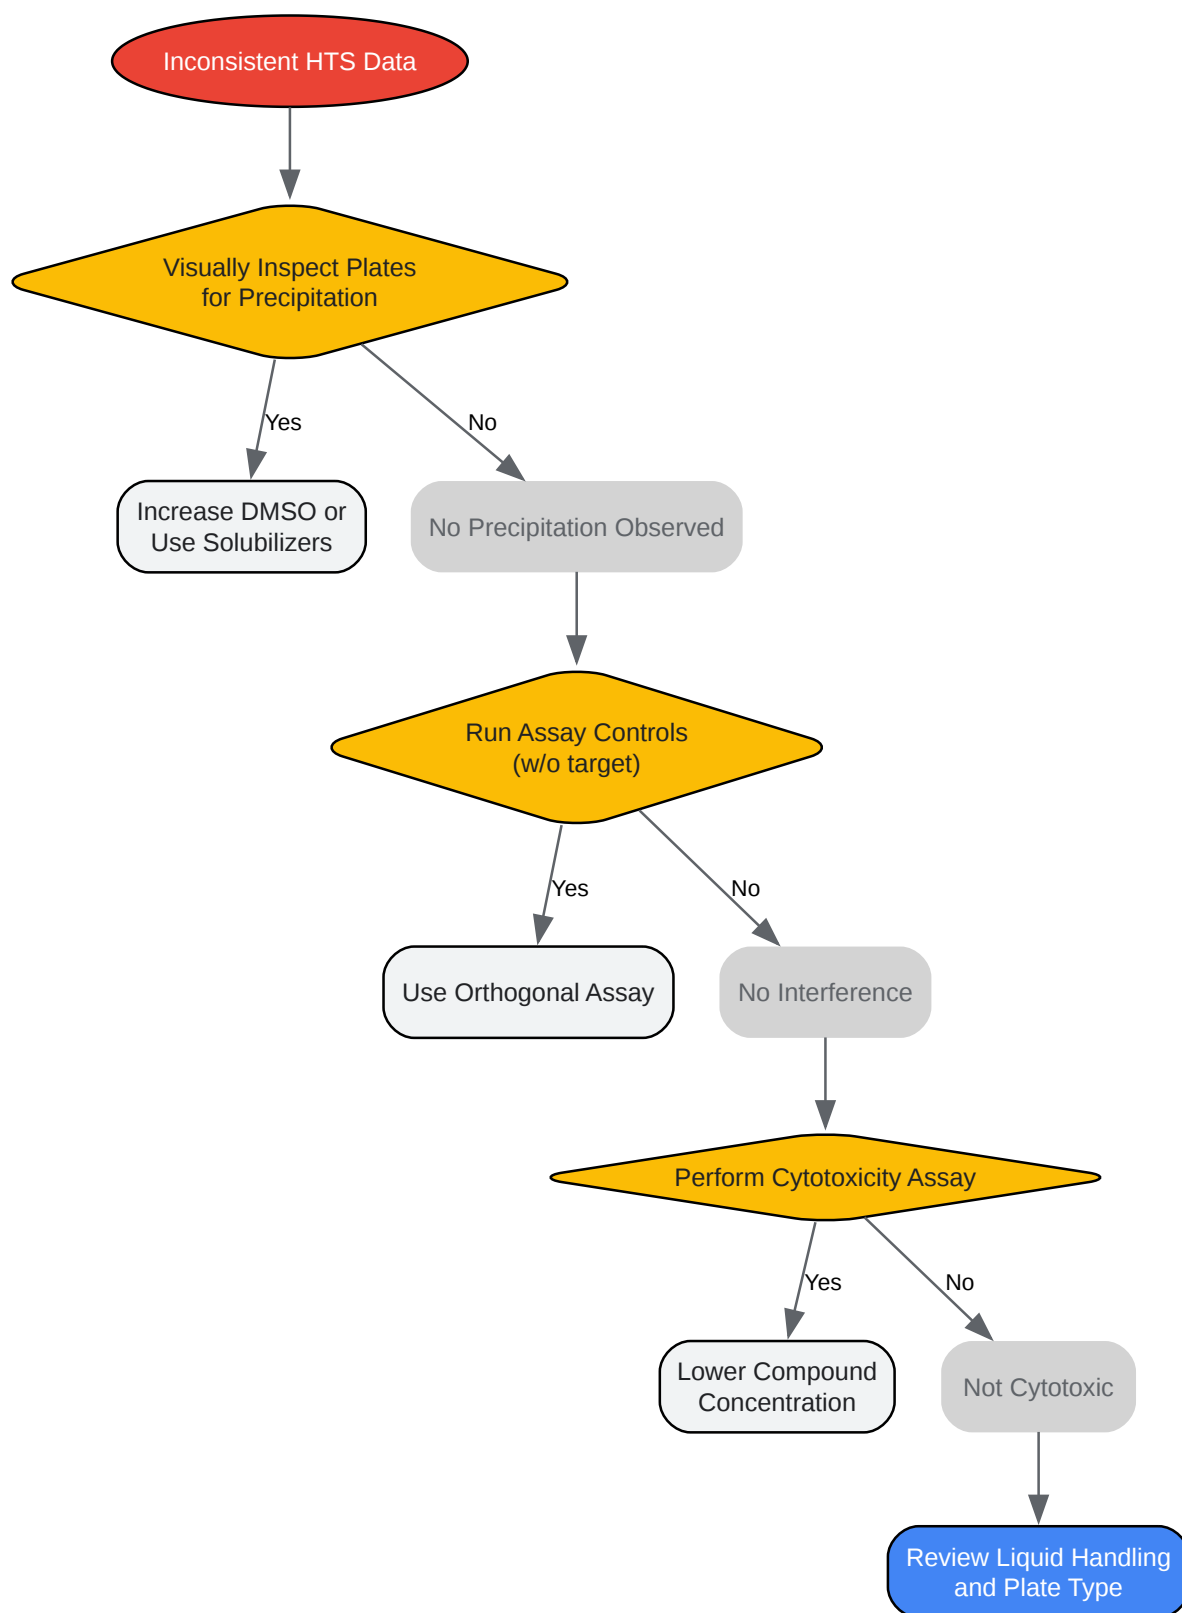 Inconsistent HTS Data
Visually Inspect Plates
for Precipitation
Yes
No
Increase DMSO or
Use Solubilizers
No Precipitation Observed
Run Assay Controls
(w/o target)
Yes
No
Use Orthogonal Assay
No Interference
Perform Cytotoxicity Assay
Yes
No
Lower Compound
Concentration
Not Cytotoxic
Review Liquid Handling
and Plate Type